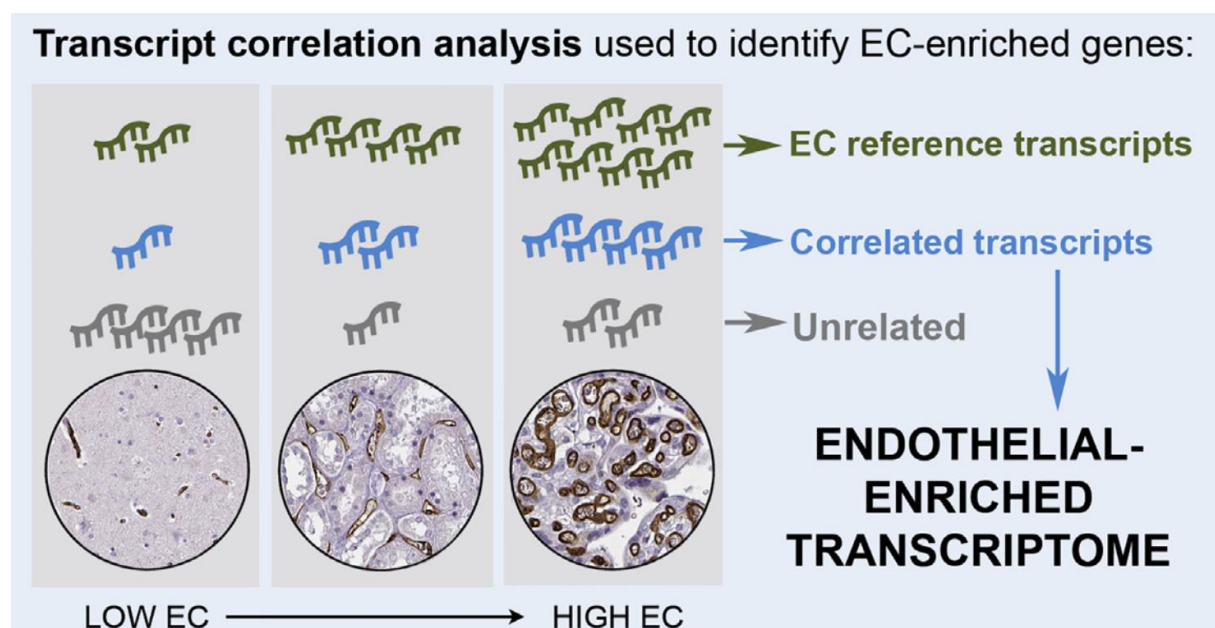 Transcript correlation analysis used to identify EC-enriched genes:
EC reference transcripts
Correlated transcripts
Unrelated
ENDOTHELIAL-
ENRICHED
TRANSCRIPTOME
LOW EC
HIGH EC